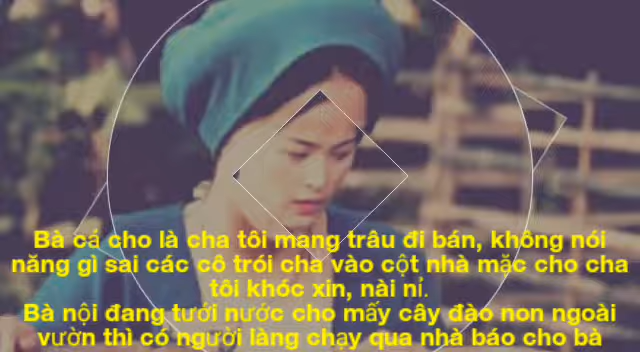 Bà cả cho là cha tôi mang trâu đi bán, không nói
năng gì sai các cô trói cha vào cột nhà mặc cho cha
tôi khóc xin, nài nỉ.
Bà nội đang tưới nước cho mấy cây đào non ngoài
vườn thì có người làng chạy qua nhà báo cho bà